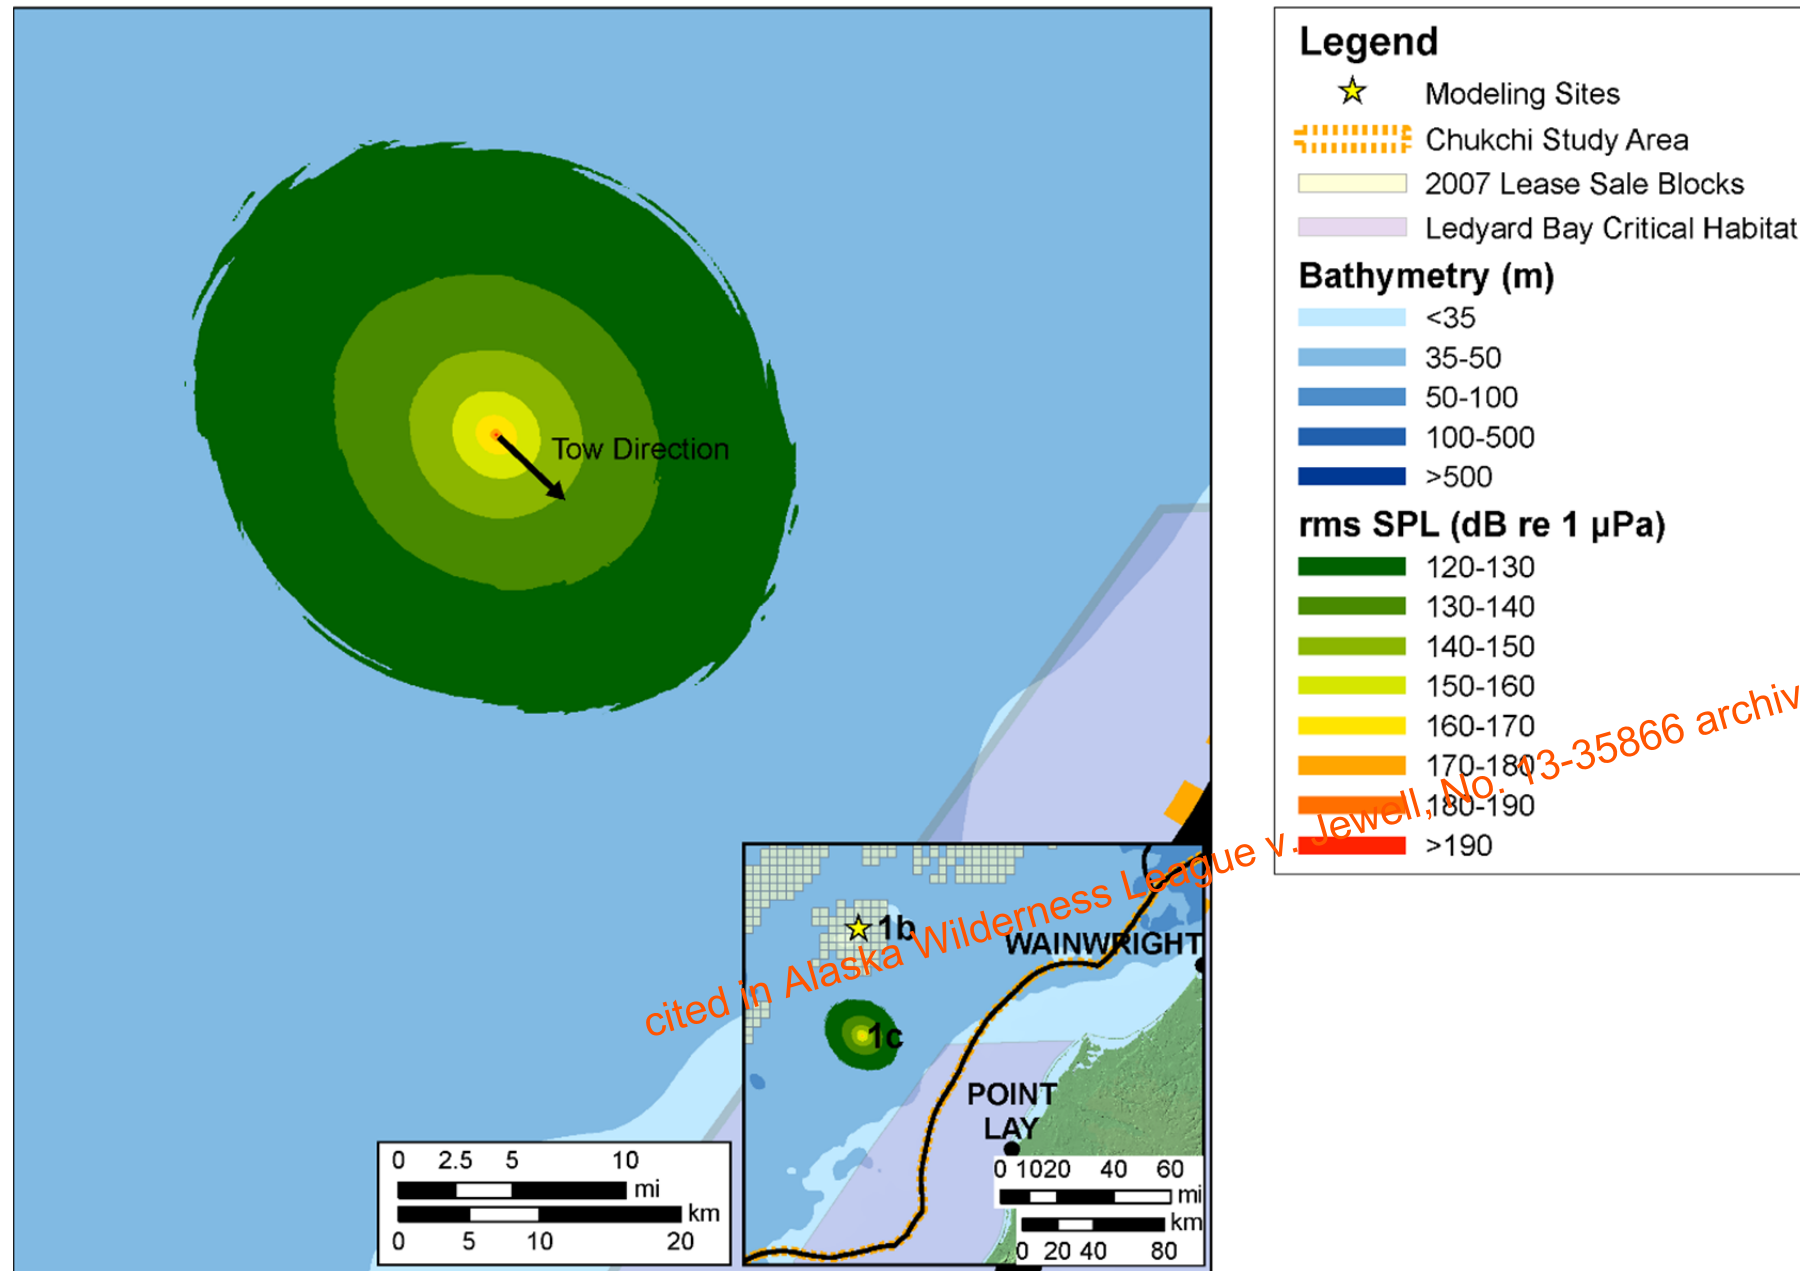 Tow Direction
Legend
Modeling Sites
Chukchi Study Area
2007 Lease Sale Blocks
Ledyard Bay Critical Habitat
Bathymetry (m)
<35
35-50
50-100
100-500
>500
rms SPL (dB re 1 µPa)
120-130
130-140
140-150
150-160
160-170
170-180
180-190
>190
cited in Alaska Wilderness League v. Jewell, No. 13-35866 archiv
1b
WAINWRIGHT
1c
POINT
LAY
0 10 20 40 60
mi
km
0 20 40 80
0 2.5 5 10
mi
km
0 5 10 20